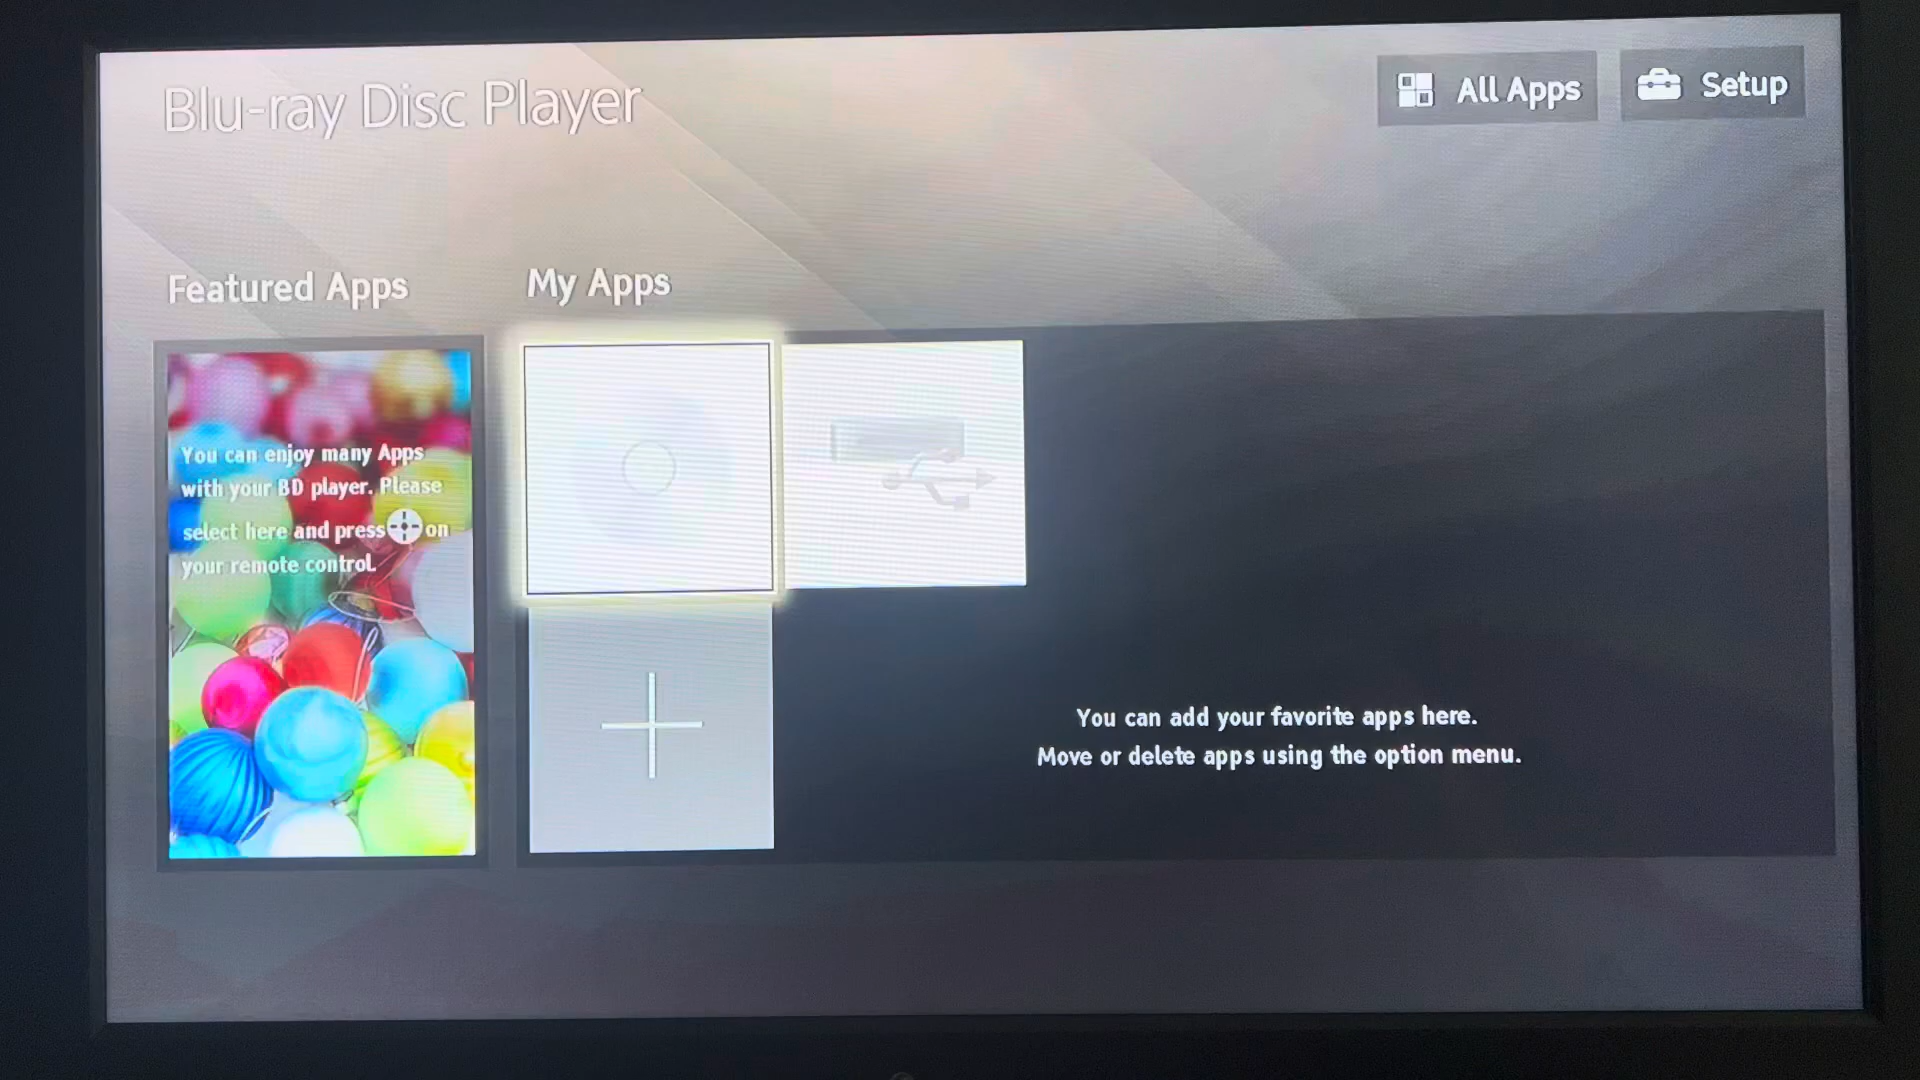 Blu-ray Disc Player
All Apps
Setup
Featured Apps
My Apps
You can enjoy many Apps
with your BD player. Please
select here and press on
your remote control.
You can add your favorite apps here.
Move or delete apps using the option menu.